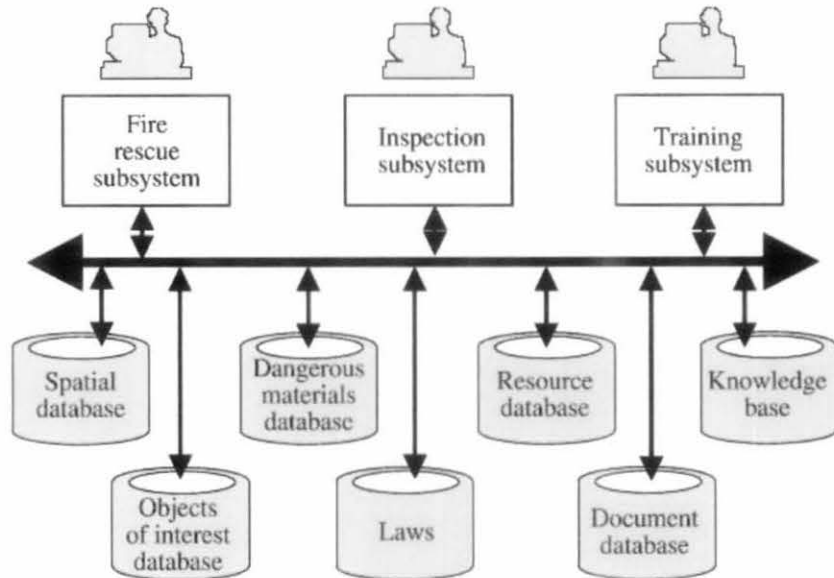 Fire
rescue
subsystem
Inspection
subsystem
Training
subsystem
Spatial
database
Dangerous
materials
database
Resource
database
Knowledge
base
Objects
of interest
database
Laws
Document
database